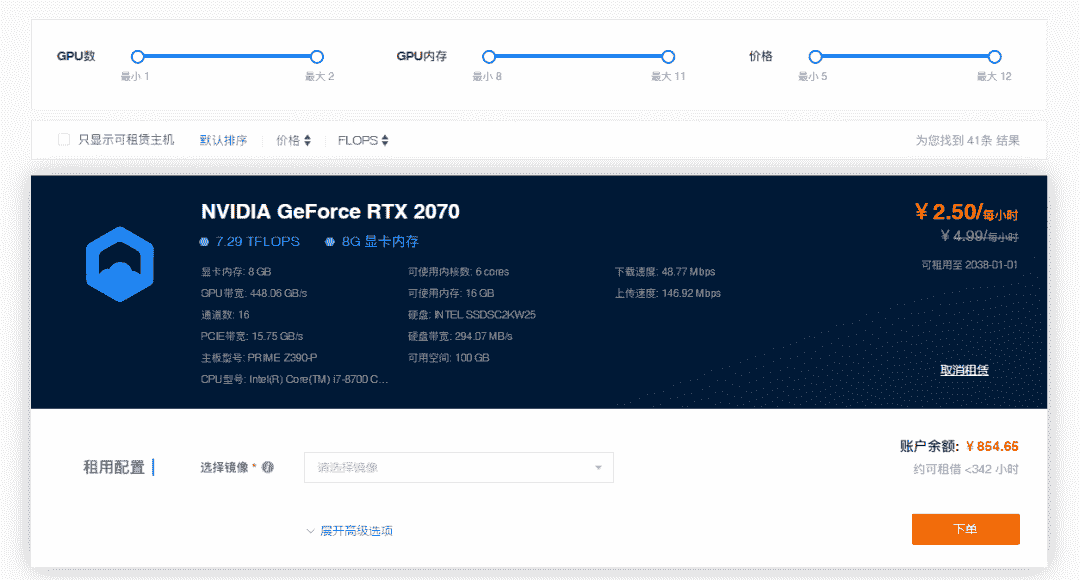 GPU数 GPU内存 价格
最小 1 最大 2 最小 8 最大 11 最小 5 最大 12
只显示可租赁主机 默认排序 价格 FLOPS 为您找到 41条 结果
NVIDIA GeForce RTX 2070
¥ 2.50/每小时
7.29 TFLOPS 8G 显卡内存
¥ 4.99/每小时
可租用至 2038-01-01
显卡内存: 8 GB 可使用内核数: 6 cores 下载速度: 48.77 Mbps
GPU带宽: 448.06 GB/s 可使用内存: 16 GB 上传速度: 146.92 Mbps
通道数: 16 硬盘: INTEL SSDSC2KW25
PCIE带宽: 15.75 GB/s 硬盘带宽: 294.07 MB/s
主板型号: PRIME Z390-P 可用空间: 100 GB
CPU型号: Intel(R) Core(TM) i7-8700 C...
取消租赁
账户余额: ¥ 854.65
租用配置 选择镜像 * 请选择镜像
约可租借 <342 小时
展开高级选项
下单